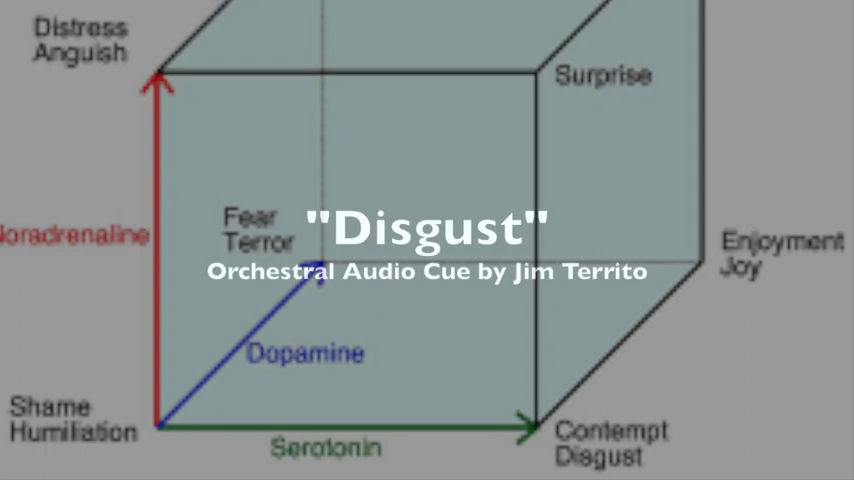 Distress
Anguish
Surprise
Noradrenaline
Fear
Terror
"Disgust"
Enjoyment
Joy
Orchestral Audio Cue by Jim Territo
Dopamine
Shame
Humiliation
Serotonin
Contempt
Disgust